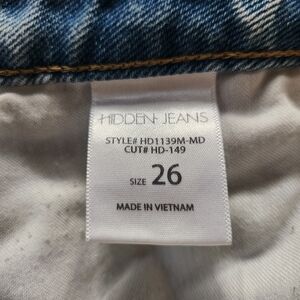 HIDDEN JEANS
STYLE# HD1139M-MD
CUT# HD-149
SIZE 26
MADE IN VIETNAM